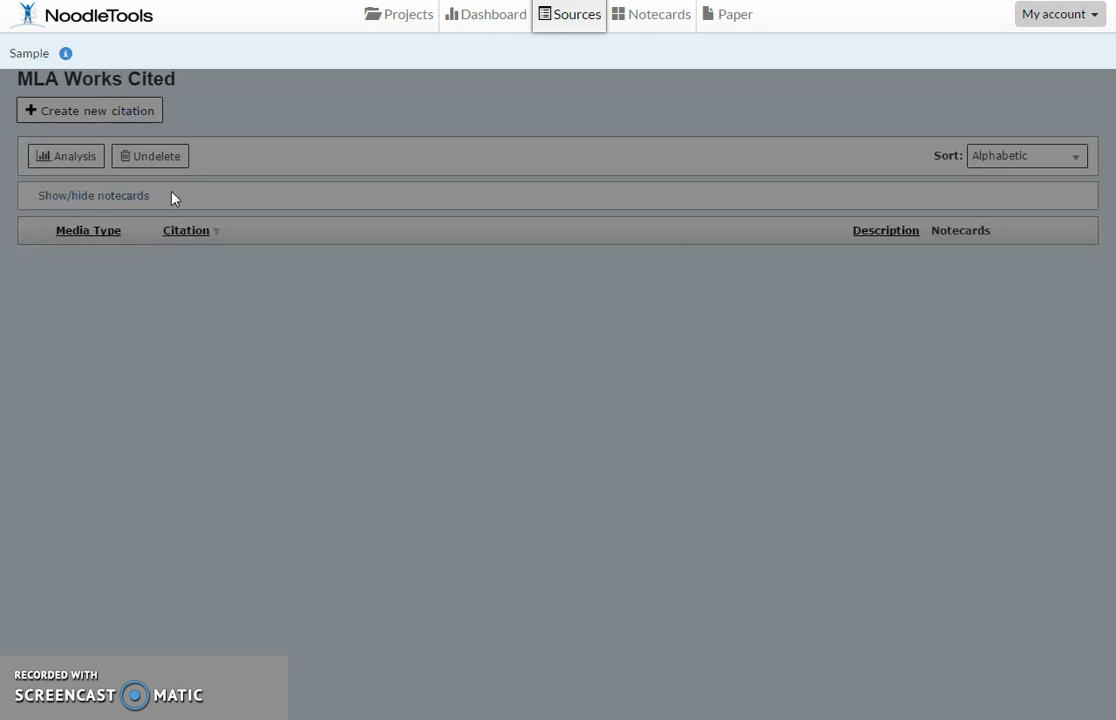 NoodleTools Projects Dashboard Sources Notecards Paper My account
Sample
MLA Works Cited
Create new citation
Analysis Undelete Sort: Alphabetic
Show/hide notecards
Media Type Citation Description Notecards
RECORDED WITH
SCREENCAST MATIC